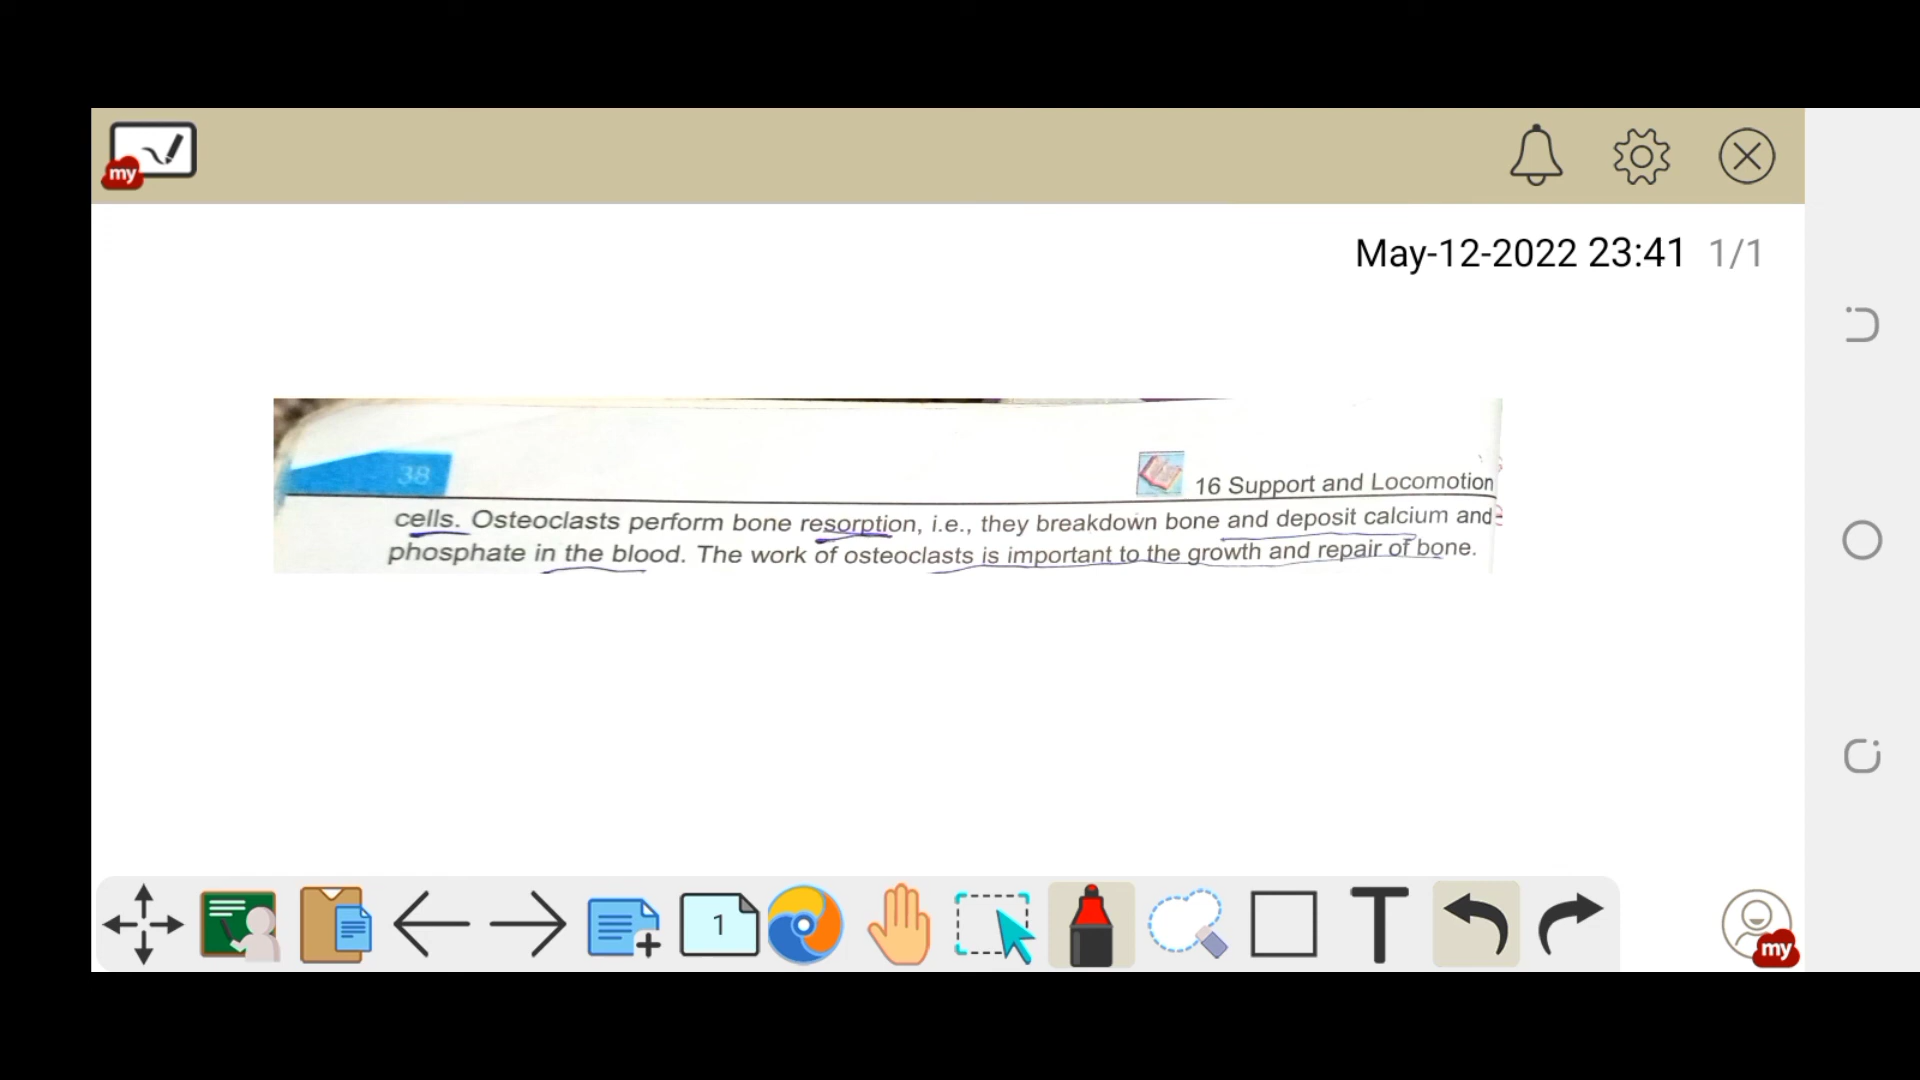 my
May-12-2022 23:41 1/1
38
16 Support and Locomotion
cells. Osteoclasts perform bone resorption, i.e., they breakdown bone and deposit calcium and
phosphate in the blood. The work of osteoclasts is important to the growth and repair of bone.
1
T
my